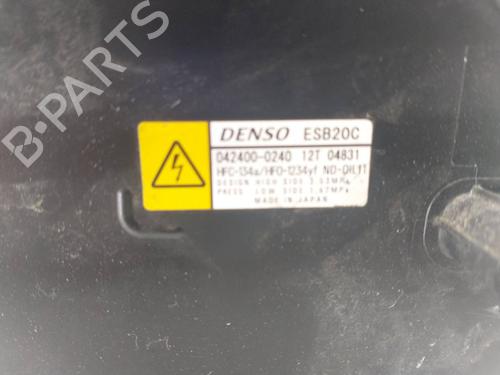 DENSO ESB20C
042400-0240 12T 04831
HFC-134a/HFO-1234yf ND-OIL11
DESIGN HIGH SIDE 3.53MPa
PRESS. LOW SIDE 1.67MPa
MADE IN JAPAN
B-PARTS